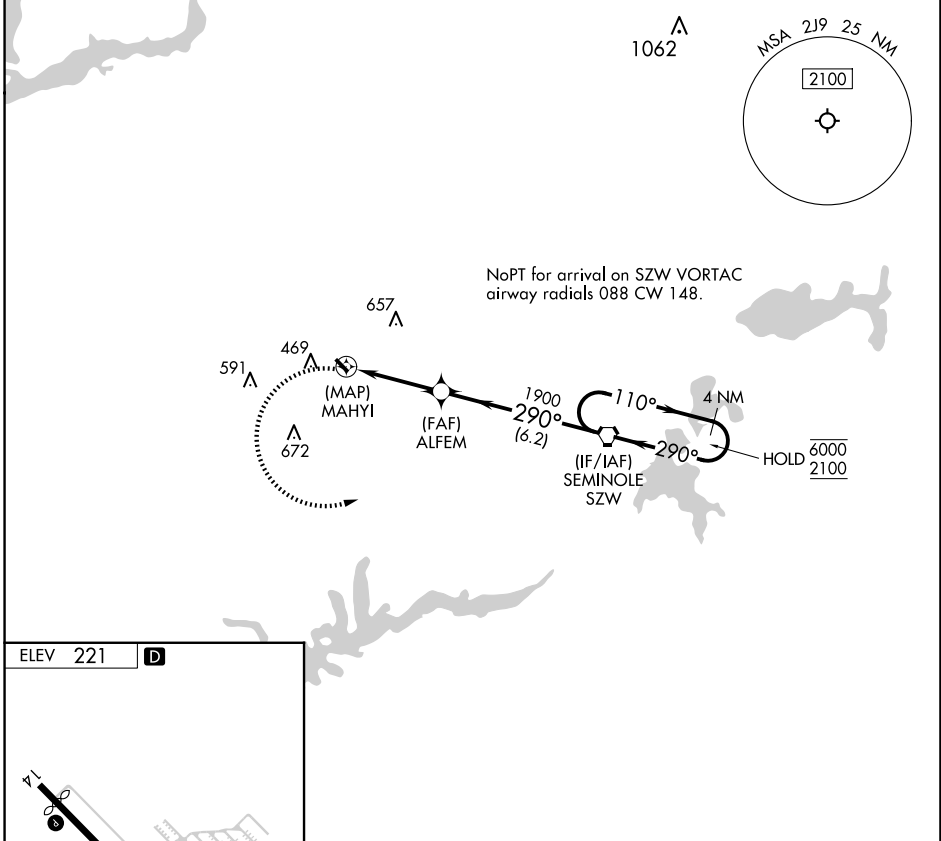 1062
MSA 2J9 25 NM
2100
NoPT for arrival on SZW VORTAC
airway radials 088 CW 148.
657
469
591
(MAP)
MAHYI
672
(FAF)
ALFEM
1900
290°
(6.2)
110°
4 NM
290°
HOLD
6000
2100
(IF/IAF)
SEMINOLE
SZW
ELEV 221
D
14
P